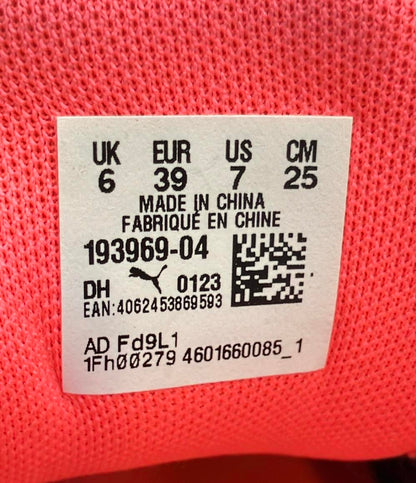 UK EUR US CM
6 39 7 25
MADE IN CHINA
FABRIQUÉ EN CHINE
193969-04
DH 0123
EAN:4062453869593
AD Fd9L1
1Fh00279 4601660085_1